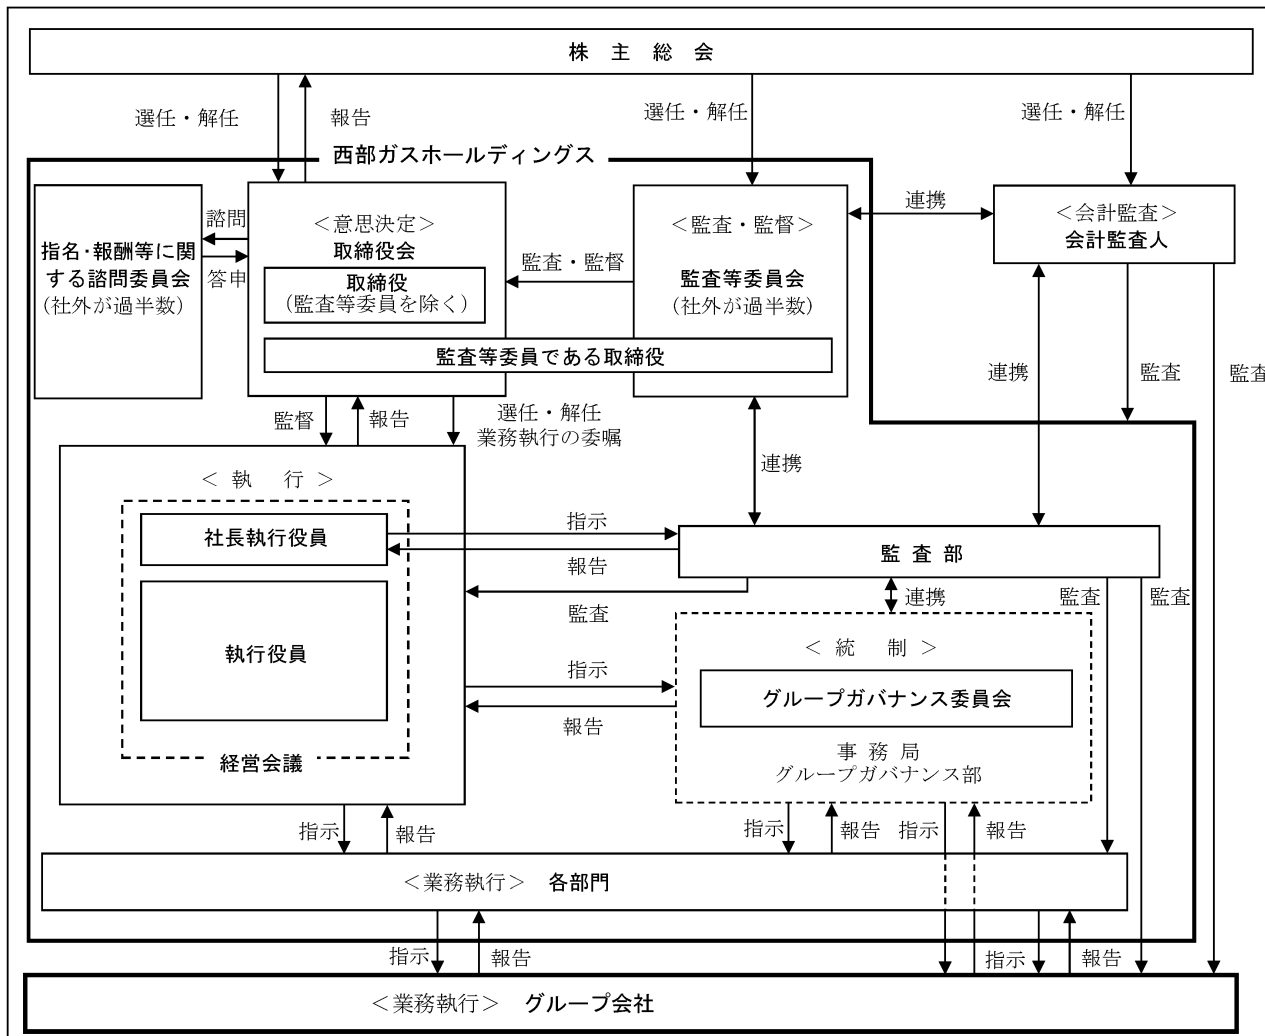 株 主 総 会
選任・解任
報告
選任・解任
選任・解任
西部ガスホールディングス
指名・報酬等に関
する諮問委員会
(社外が過半数)
諮問
答申
＜意思決定＞
取締役会
取締役
(監査等委員を除く)
監査・監督
＜監査・監督＞
監査等委員会
(社外が過半数)
監査等委員である取締役
連携
＜会計監査＞
会計監査人
連携
監査
監査
監督
報告
選任・解任
業務執行の委嘱
連携
＜ 執 行 ＞
社長執行役員
執行役員
経営会議
指示
報告
監査
監 査 部
連携
監査
監査
指示
報告
＜ 統 制 ＞
グループガバナンス委員会
事 務 局
グループガバナンス部
指示
報告
指示
報告
指示
報告
＜業務執行＞ 各部門
指示
報告
指示
報告
＜業務執行＞ グループ会社